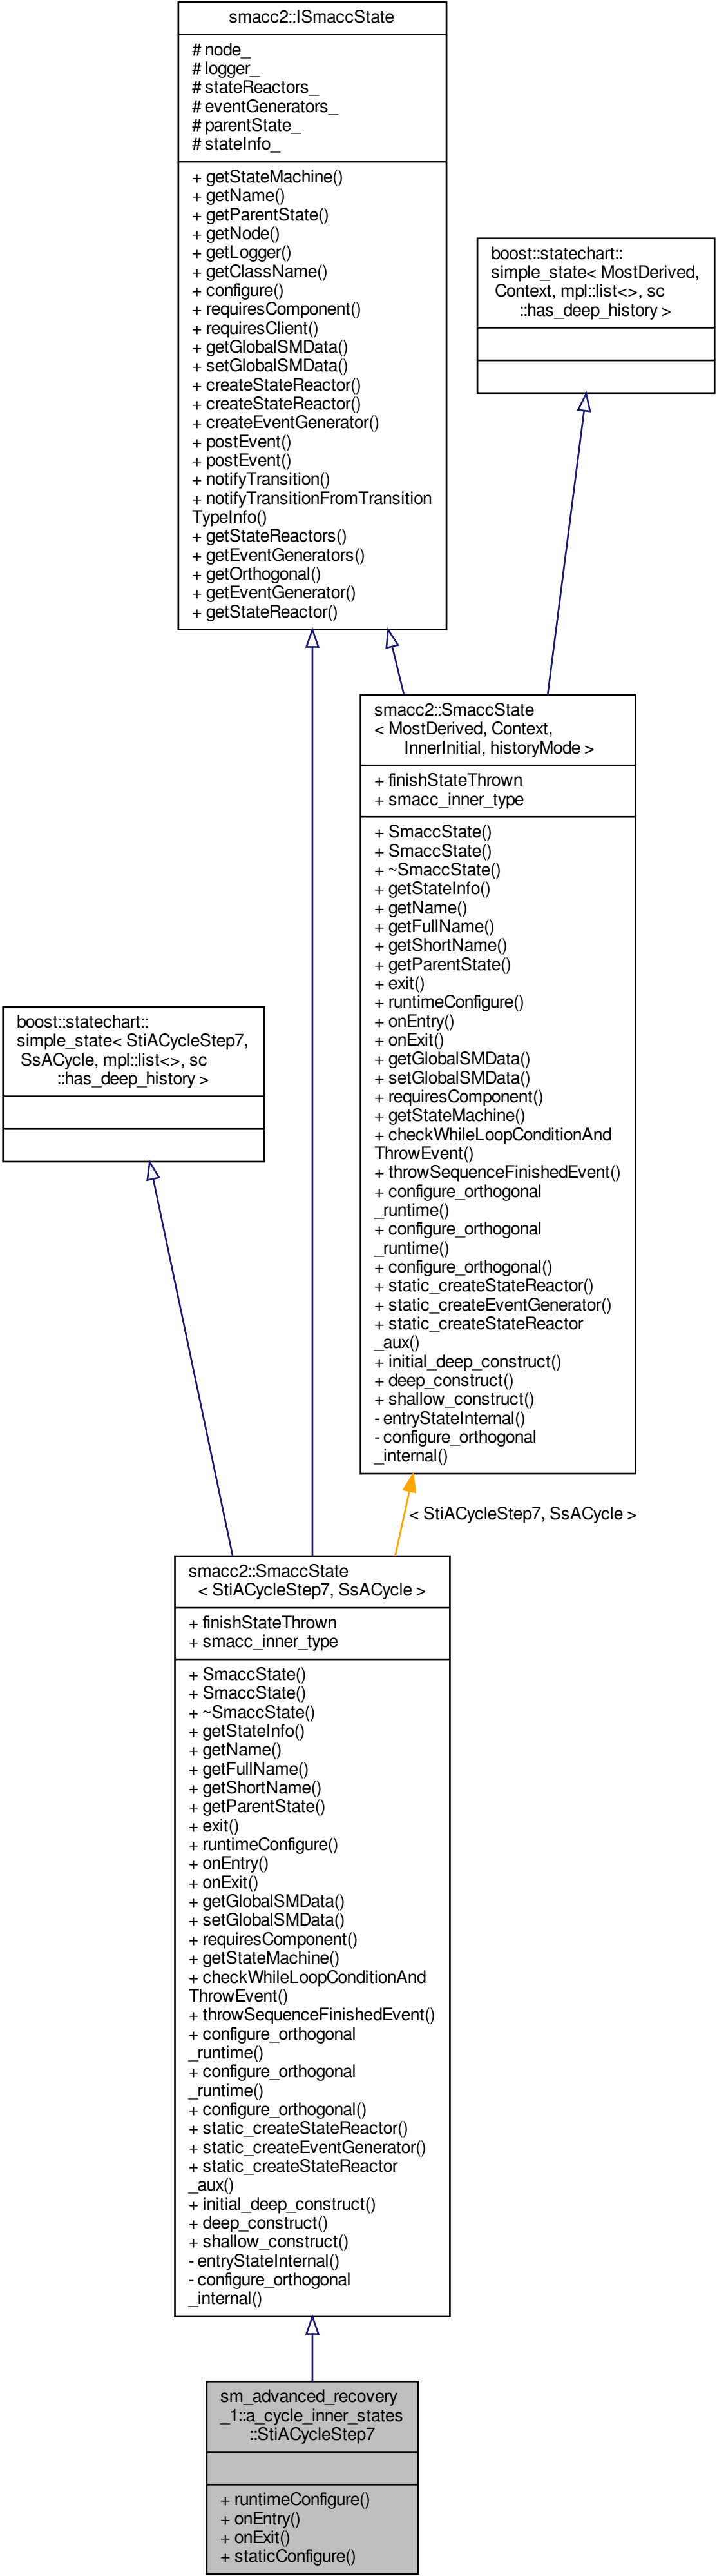 smacc2::ISmaccState
# node_
# logger_
# stateReactors_
# eventGenerators_
# parentState_
# stateInfo_
+ getStateMachine()
+ getName()
+ getParentState()
+ getNode()
+ getLogger()
+ getClassName()
+ configure()
+ requiresComponent()
+ requiresClient()
+ getGlobalSMData()
+ setGlobalSMData()
+ createStateReactor()
+ createStateReactor()
+ createEventGenerator()
+ postEvent()
+ postEvent()
+ notifyTransition()
+ notifyTransitionFromTransition
TypeInfo()
+ getStateReactors()
+ getEventGenerators()
+ getOrthogonal()
+ getEventGenerator()
+ getStateReactor()
boost::statechart::
simple_state< MostDerived,
Context, mpl::list<>, sc
::has_deep_history >
smacc2::SmaccState
< MostDerived, Context,
InnerInitial, historyMode >
+ finishStateThrown
+ smacc_inner_type
+ SmaccState()
+ SmaccState()
+ ~SmaccState()
+ getStateInfo()
+ getName()
+ getFullName()
+ getShortName()
+ getParentState()
+ exit()
+ runtimeConfigure()
+ onEntry()
+ onExit()
+ getGlobalSMData()
+ setGlobalSMData()
+ requiresComponent()
+ getStateMachine()
+ checkWhileLoopConditionAnd
ThrowEvent()
+ throwSequenceFinishedEvent()
+ configure_orthogonal
_runtime()
+ configure_orthogonal
_runtime()
+ configure_orthogonal()
+ static_createStateReactor()
+ static_createEventGenerator()
+ static_createStateReactor
_aux()
+ initial_deep_construct()
+ deep_construct()
+ shallow_construct()
- entryStateInternal()
- configure_orthogonal
_internal()
boost::statechart::
simple_state< StiACycleStep7,
SsACycle, mpl::list<>, sc
::has_deep_history >
< StiACycleStep7, SsACycle >
smacc2::SmaccState
< StiACycleStep7, SsACycle >
+ finishStateThrown
+ smacc_inner_type
+ SmaccState()
+ SmaccState()
+ ~SmaccState()
+ getStateInfo()
+ getName()
+ getFullName()
+ getShortName()
+ getParentState()
+ exit()
+ runtimeConfigure()
+ onEntry()
+ onExit()
+ getGlobalSMData()
+ setGlobalSMData()
+ requiresComponent()
+ getStateMachine()
+ checkWhileLoopConditionAnd
ThrowEvent()
+ throwSequenceFinishedEvent()
+ configure_orthogonal
_runtime()
+ configure_orthogonal
_runtime()
+ configure_orthogonal()
+ static_createStateReactor()
+ static_createEventGenerator()
+ static_createStateReactor
_aux()
+ initial_deep_construct()
+ deep_construct()
+ shallow_construct()
- entryStateInternal()
- configure_orthogonal
_internal()
sm_advanced_recovery
_1::a_cycle_inner_states
::StiACycleStep7
+ runtimeConfigure()
+ onEntry()
+ onExit()
+ staticConfigure()